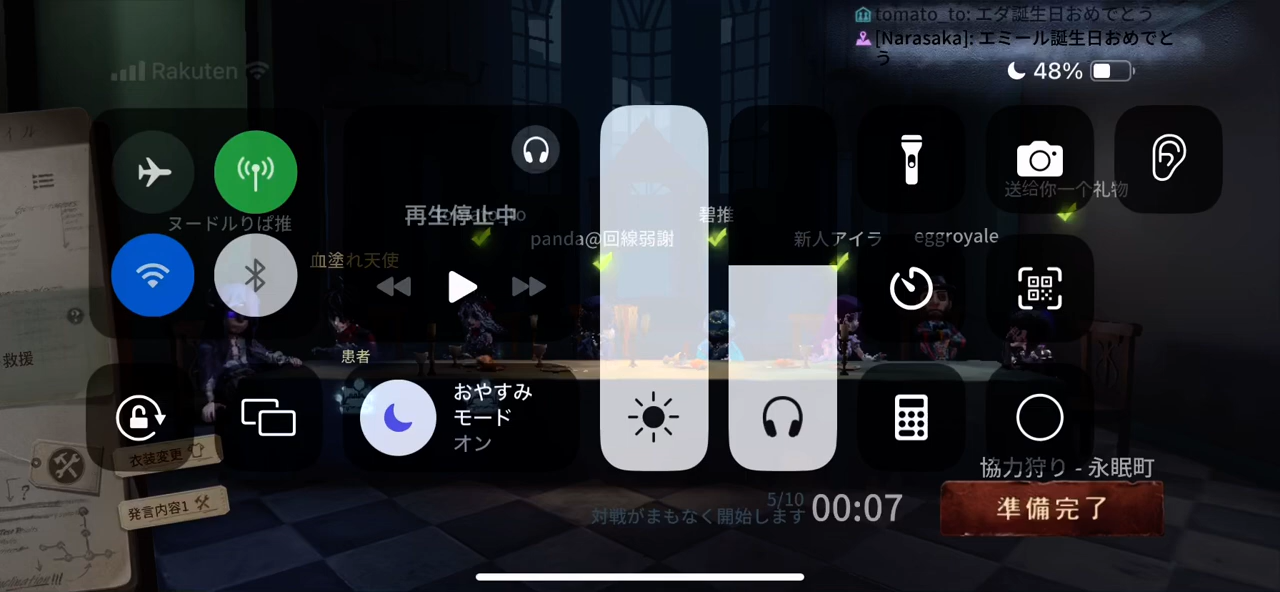 tomato_to: エダ誕生日おめでとう
[Narasaka]: エミール誕生日おめでと
う
Rakuten
48%
イル
送给你一个礼物
ヌードルりぱ推
再生停止中
碧推
panda@回線弱謝
新人アイラ
eggroyale
血塗れ天使
救援
患者
おやすみ
モード
オン
衣装変更
協力狩り - 永眠町
発言内容1
5/10
対戦がまもなく開始します
00:07
準備完了